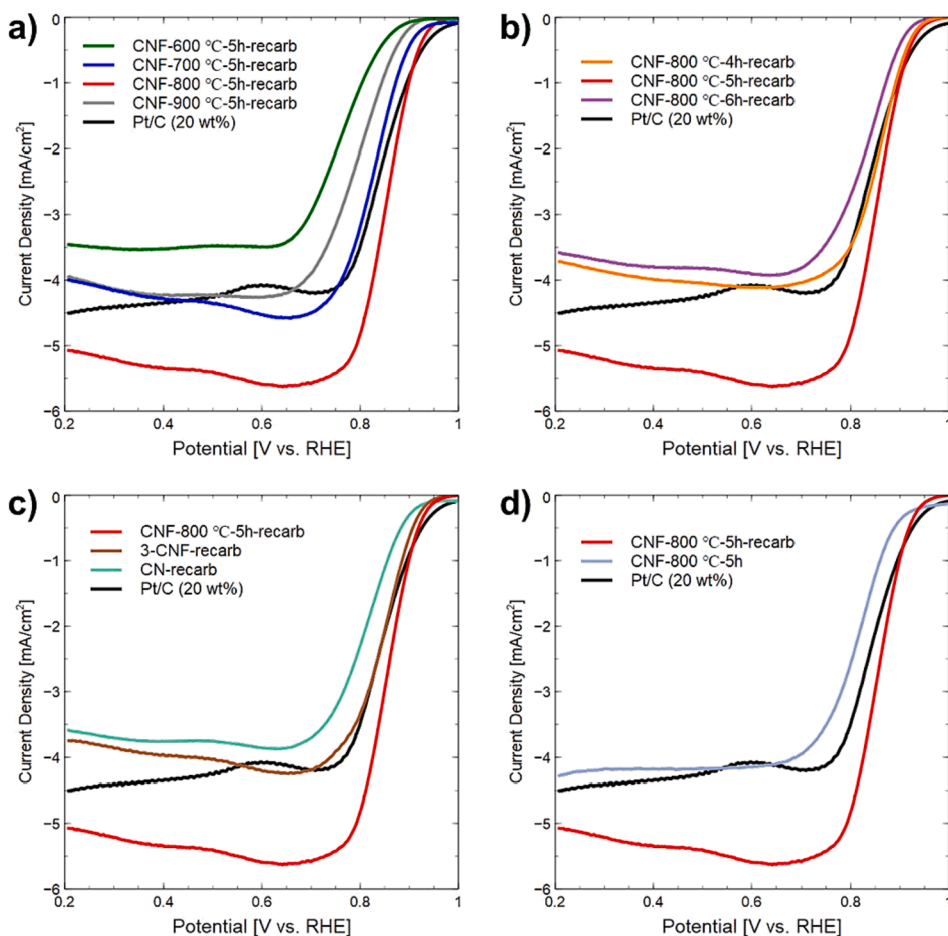 a)
CNF-600 ℃-5h-recarb
CNF-700 ℃-5h-recarb
CNF-800 ℃-5h-recarb
CNF-900 ℃-5h-recarb
Pt/C (20 wt%)
0
−1
−2
−3
−4
−5
−6
Current Density [mA/cm²]
0.2
0.4
0.6
0.8
1
Potential [V vs. RHE]
b)
CNF-800 ℃-4h-recarb
CNF-800 ℃-5h-recarb
CNF-800 ℃-6h-recarb
Pt/C (20 wt%)
0
−1
−2
−3
−4
−5
−6
Current Density [mA/cm²]
0.2
0.4
0.6
0.8
1
Potential [V vs. RHE]
c)
CNF-800 ℃-5h-recarb
3-CNF-recarb
CN-recarb
Pt/C (20 wt%)
0
−1
−2
−3
−4
−5
−6
Current Density [mA/cm²]
0.2
0.4
0.6
0.8
1
Potential [V vs. RHE]
d)
CNF-800 ℃-5h-recarb
CNF-800 ℃-5h
Pt/C (20 wt%)
0
−1
−2
−3
−4
−5
−6
Current Density [mA/cm²]
0.2
0.4
0.6
0.8
1
Potential [V vs. RHE]